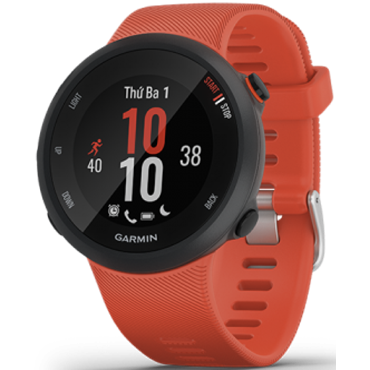 START
STOP
LIGHT
Thứ Ba 1
10
UP
40
38
10
DOWN
BACK
GARMIN